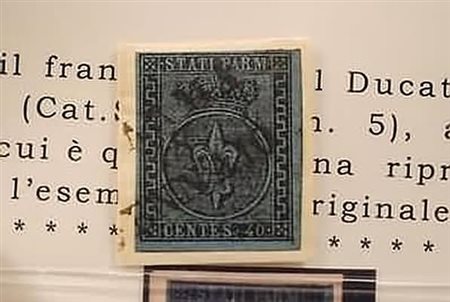 STATI PARM
il fran l Ducat
(Cat.S n. 5), a
cui è q na ripr
l'esem riginale
* * * * * * * * *
CENTES. 40